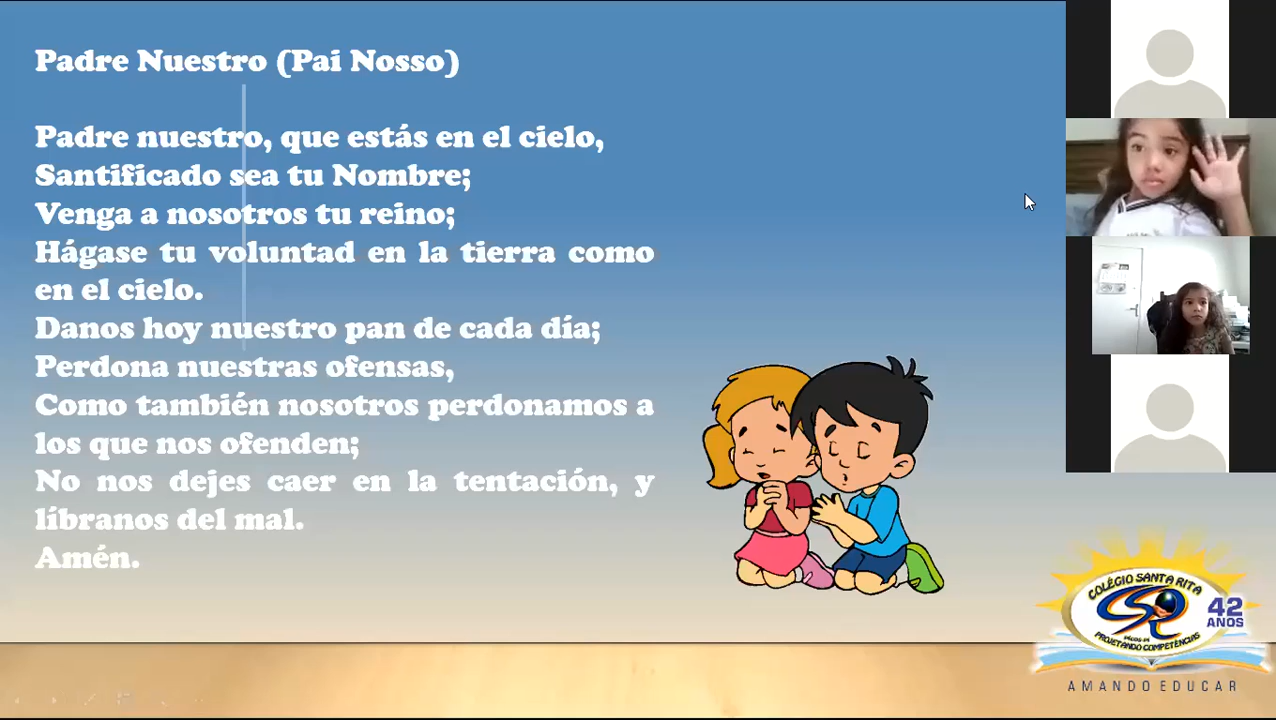 Padre Nuestro (Pai Nosso)
Padre nuestro, que estás en el cielo,
Santificado sea tu Nombre;
Venga a nosotros tu reino;
Hágase tu voluntad en la tierra como
en el cielo.
Danos hoy nuestro pan de cada día;
Perdona nuestras ofensas,
Como también nosotros perdonamos a
los que nos ofenden;
No nos dejes caer en la tentación, y
líbranos del mal.
Amén.
COLÉGIO SANTA RITA
42
ANOS
PROJETANDO COMPETÊNCIAS
AMANDO EDUCAR